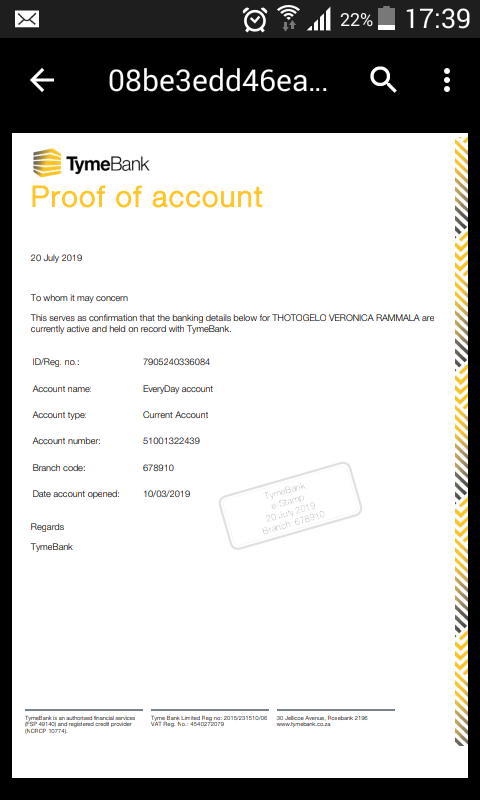 22% 17:39
08be3edd46ea...
TymeBank
Proof of account
20 July 2019
To whom it may concern
This serves as confirmation that the banking details below for THOTOGELO VERONICA RAMMALA are
currently active and held on record with TymeBank.
ID/Reg. no.: 7905240336084
Account name: EveryDay account
Account type: Current Account
Account number: 51001322439
Branch code: 678910
Date account opened: 10/03/2019
TymeBank
e-Stamp
20 July 2019
Branch: 678910
Regards
TymeBank
TymeBank is an authorised financial services
(FSP 49140) and registered credit provider
(NCRCP 10774).
Tyme Bank Limited Reg no: 2015/231510/06
VAT Reg. No.: 4540272079
30 Jellicoe Avenue, Rosebank 2196
www.tymebank.co.za